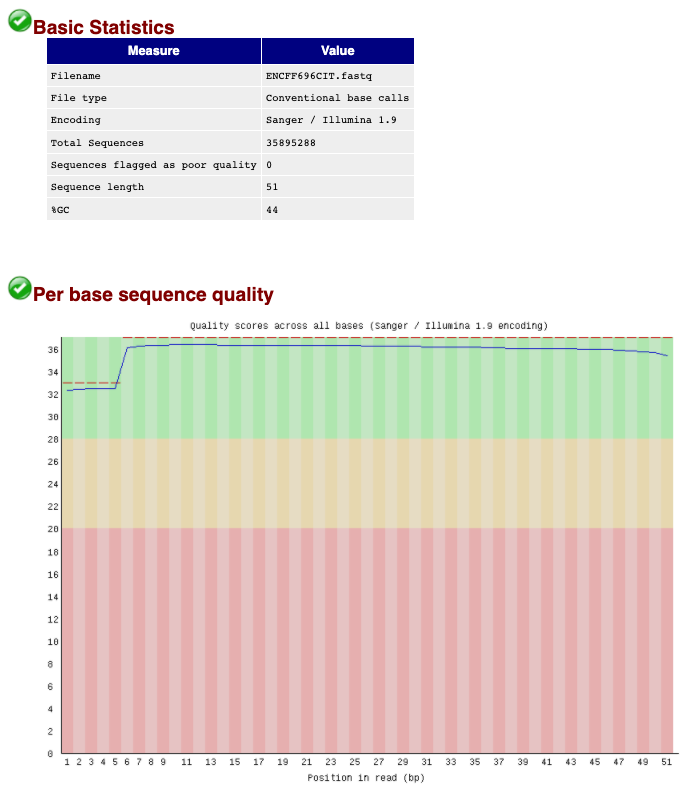 Basic Statistics
Measure Value
Filename ENCFF696CIT.fastq
File type Conventional base calls
Encoding Sanger / Illumina 1.9
Total Sequences 35895288
Sequences flagged as poor quality 0
Sequence length 51
%GC 44
Per base sequence quality
Quality scores across all bases (Sanger / Illumina 1.9 encoding)
36
34
32
30
28
26
24
22
20
18
16
14
12
10
8
6
4
2
0
1 2 3 4 5 6 7 8 9 11 13 15 17 19 21 23 25 27 29 31 33 35 37 39 41 43 45 47 49 51
Position in read (bp)